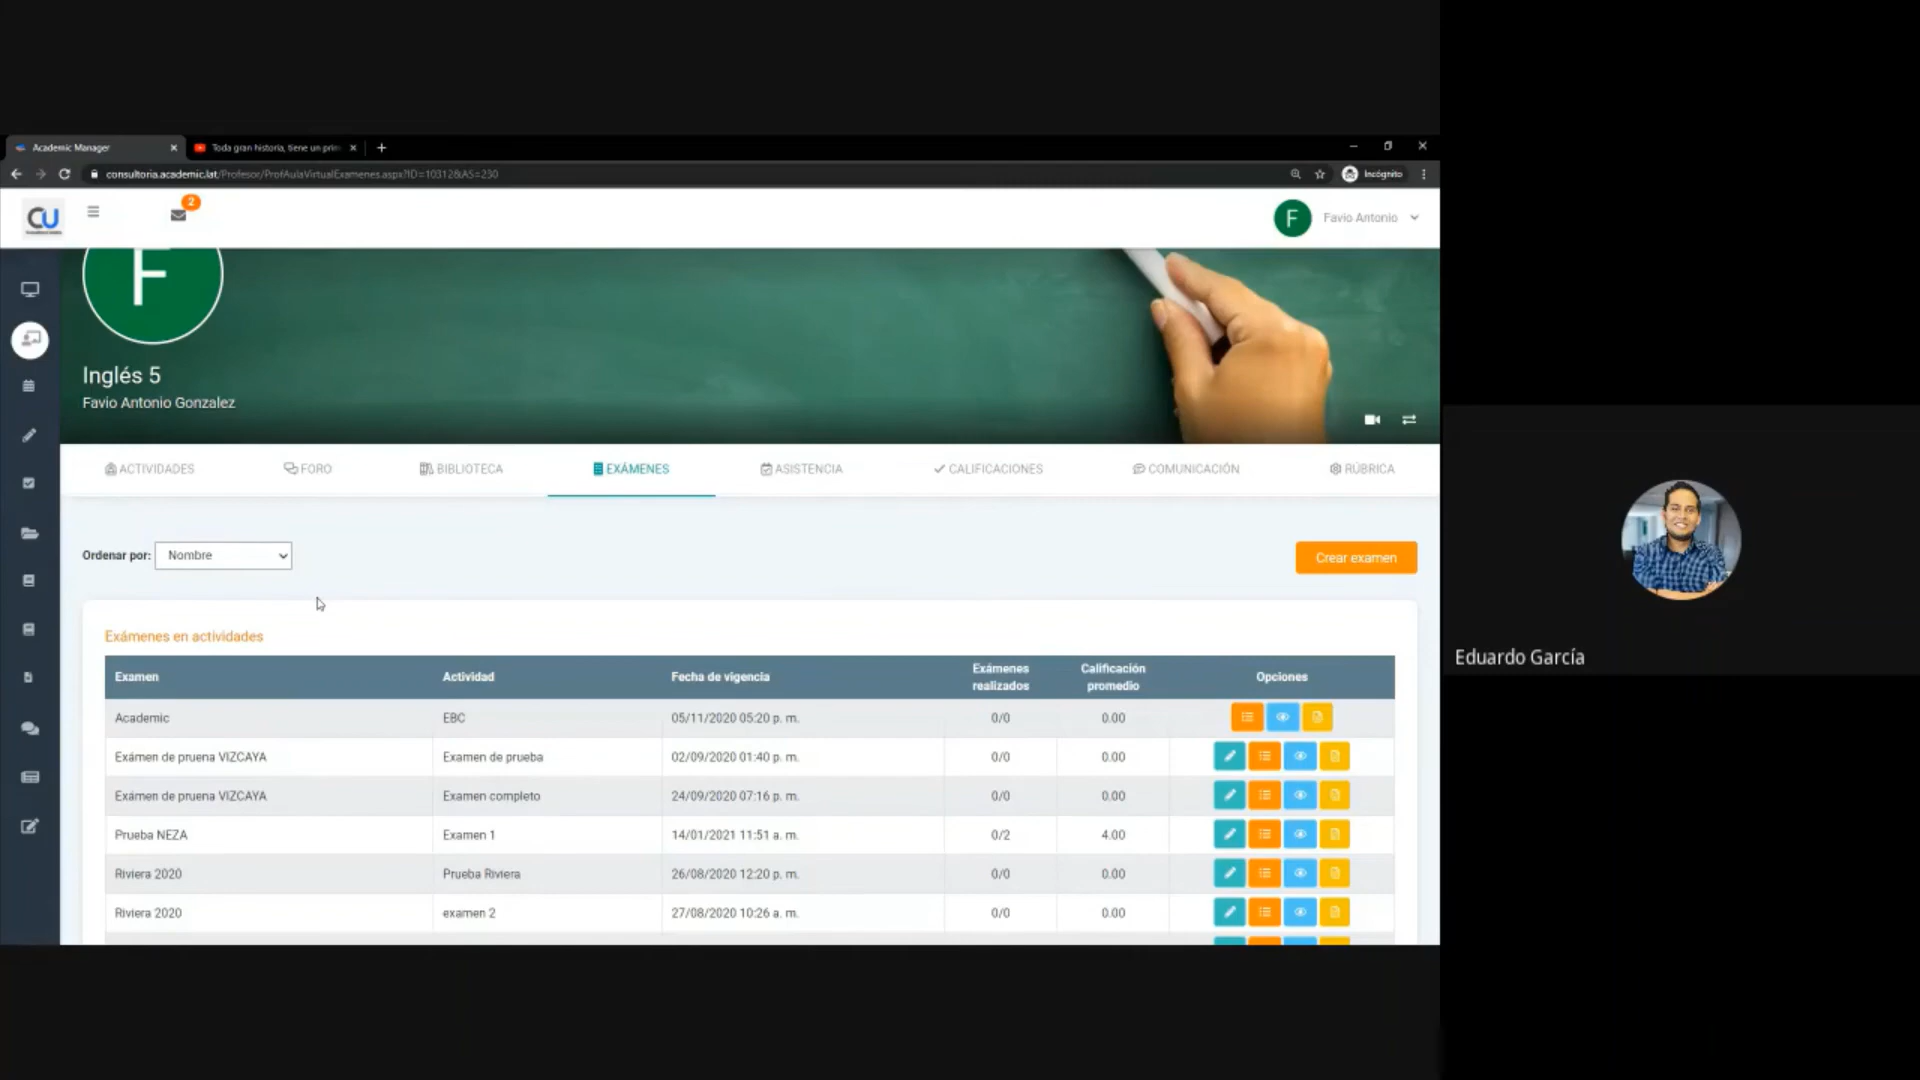 Academic Manager
Toda gran historia, tiene un prim
consultoria.academic.lat/Profesor/ProfAulaVirtualExamenes.aspx?ID=10312&AS=230
Incógnito
CU
2
F
Favio Antonio
F
Inglés 5
Favio Antonio Gonzalez
ACTIVIDADES FORO BIBLIOTECA EXÁMENES ASISTENCIA CALIFICACIONES COMUNICACIÓN RÚBRICA
Ordenar por: Nombre
Crear examen
Exámenes en actividades
Examen Actividad Fecha de vigencia Exámenes realizados Calificación promedio Opciones
Academic EBC 05/11/2020 05:20 p. m. 0/0 0.00
Exámen de pruena VIZCAYA Examen de prueba 02/09/2020 01:40 p. m. 0/0 0.00
Exámen de pruena VIZCAYA Examen completo 24/09/2020 07:16 p. m. 0/0 0.00
Prueba NEZA Examen 1 14/01/2021 11:51 a. m. 0/2 4.00
Riviera 2020 Prueba Riviera 26/08/2020 12:20 p. m. 0/0 0.00
Riviera 2020 examen 2 27/08/2020 10:26 a. m. 0/0 0.00
Eduardo García